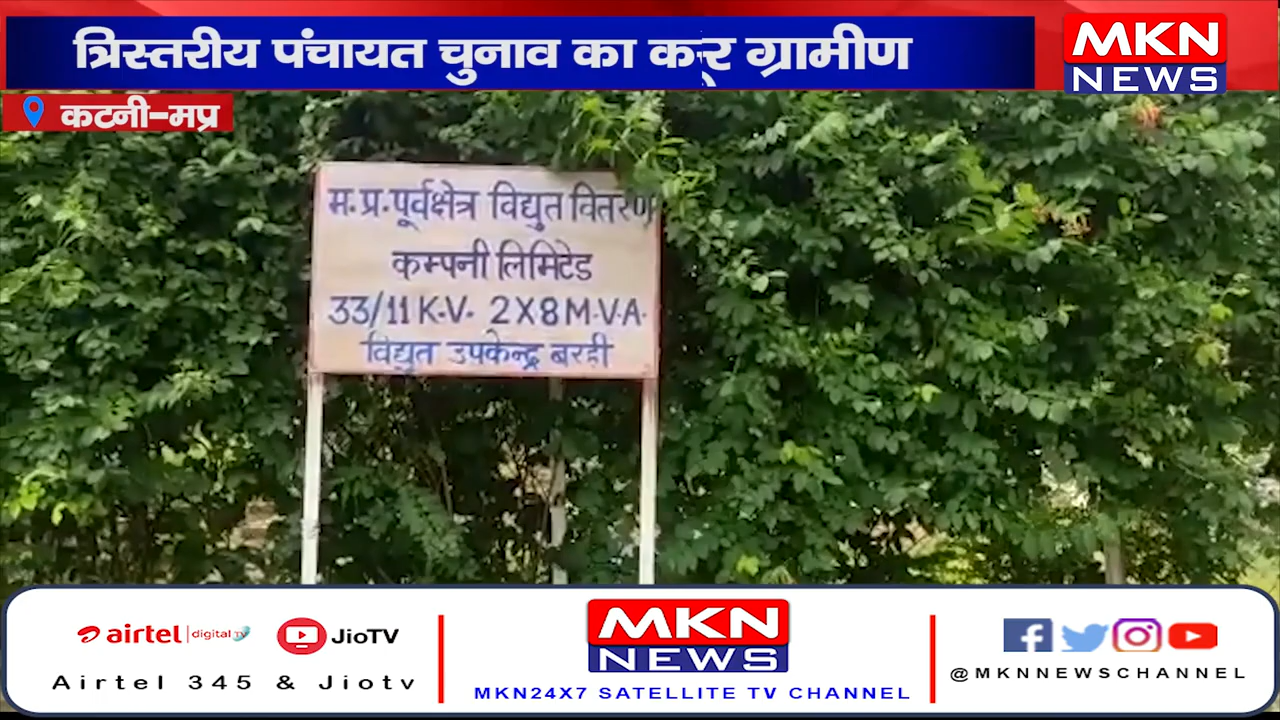 त्रिस्तरीय पंचायत चुनाव का ग्रामीण
MKN
NEWS
कटनी-मप्र
म.प्र.पूर्वक्षेत्र विद्युत वितरण
कम्पनी लिमिटेड
33/11 K.V. 2X8 M.V.A.
विद्युत उपकेन्द्र बरही
airtel digital TV
JioTV
Airtel 345 & Jiotv
MKN
NEWS
MKN24X7 SATELLITE TV CHANNEL
@MKNNEWSCHANNEL